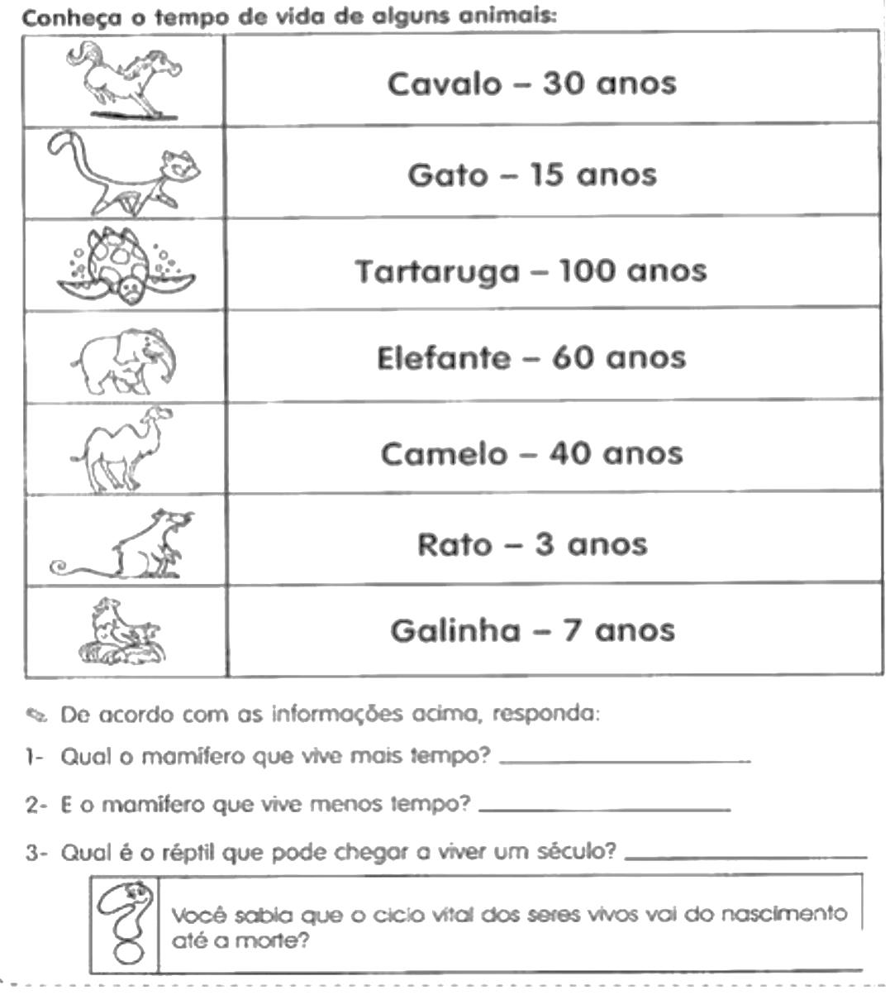 Conheça o tempo de vida de alguns animais:
Cavalo – 30 anos
Gato – 15 anos
Tartaruga – 100 anos
Elefante – 60 anos
Camelo – 40 anos
Rato – 3 anos
Galinha – 7 anos
De acordo com as informações acima, responda:
1- Qual o mamífero que vive mais tempo? ____________________
2- E o mamífero que vive menos tempo? ____________________
3- Qual é o réptil que pode chegar a viver um século? ____________________
Você sabia que o ciclo vital dos seres vivos vai do nascimento
até a morte?